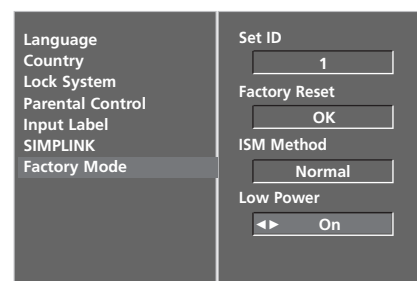 Language
Country
Lock System
Parental Control
Input Label
SIMPLINK
Factory Mode
Set ID
1
Factory Reset
OK
ISM Method
Normal
Low Power
◄► On